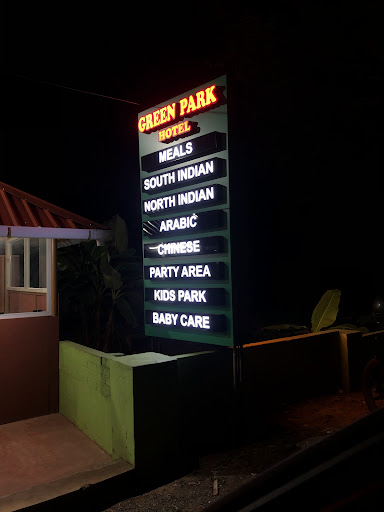 GREEN PARK
HOTEL
MEALS
SOUTH INDIAN
NORTH INDIAN
ARABIC
CHINESE
PARTY AREA
KIDS PARK
BABY CARE